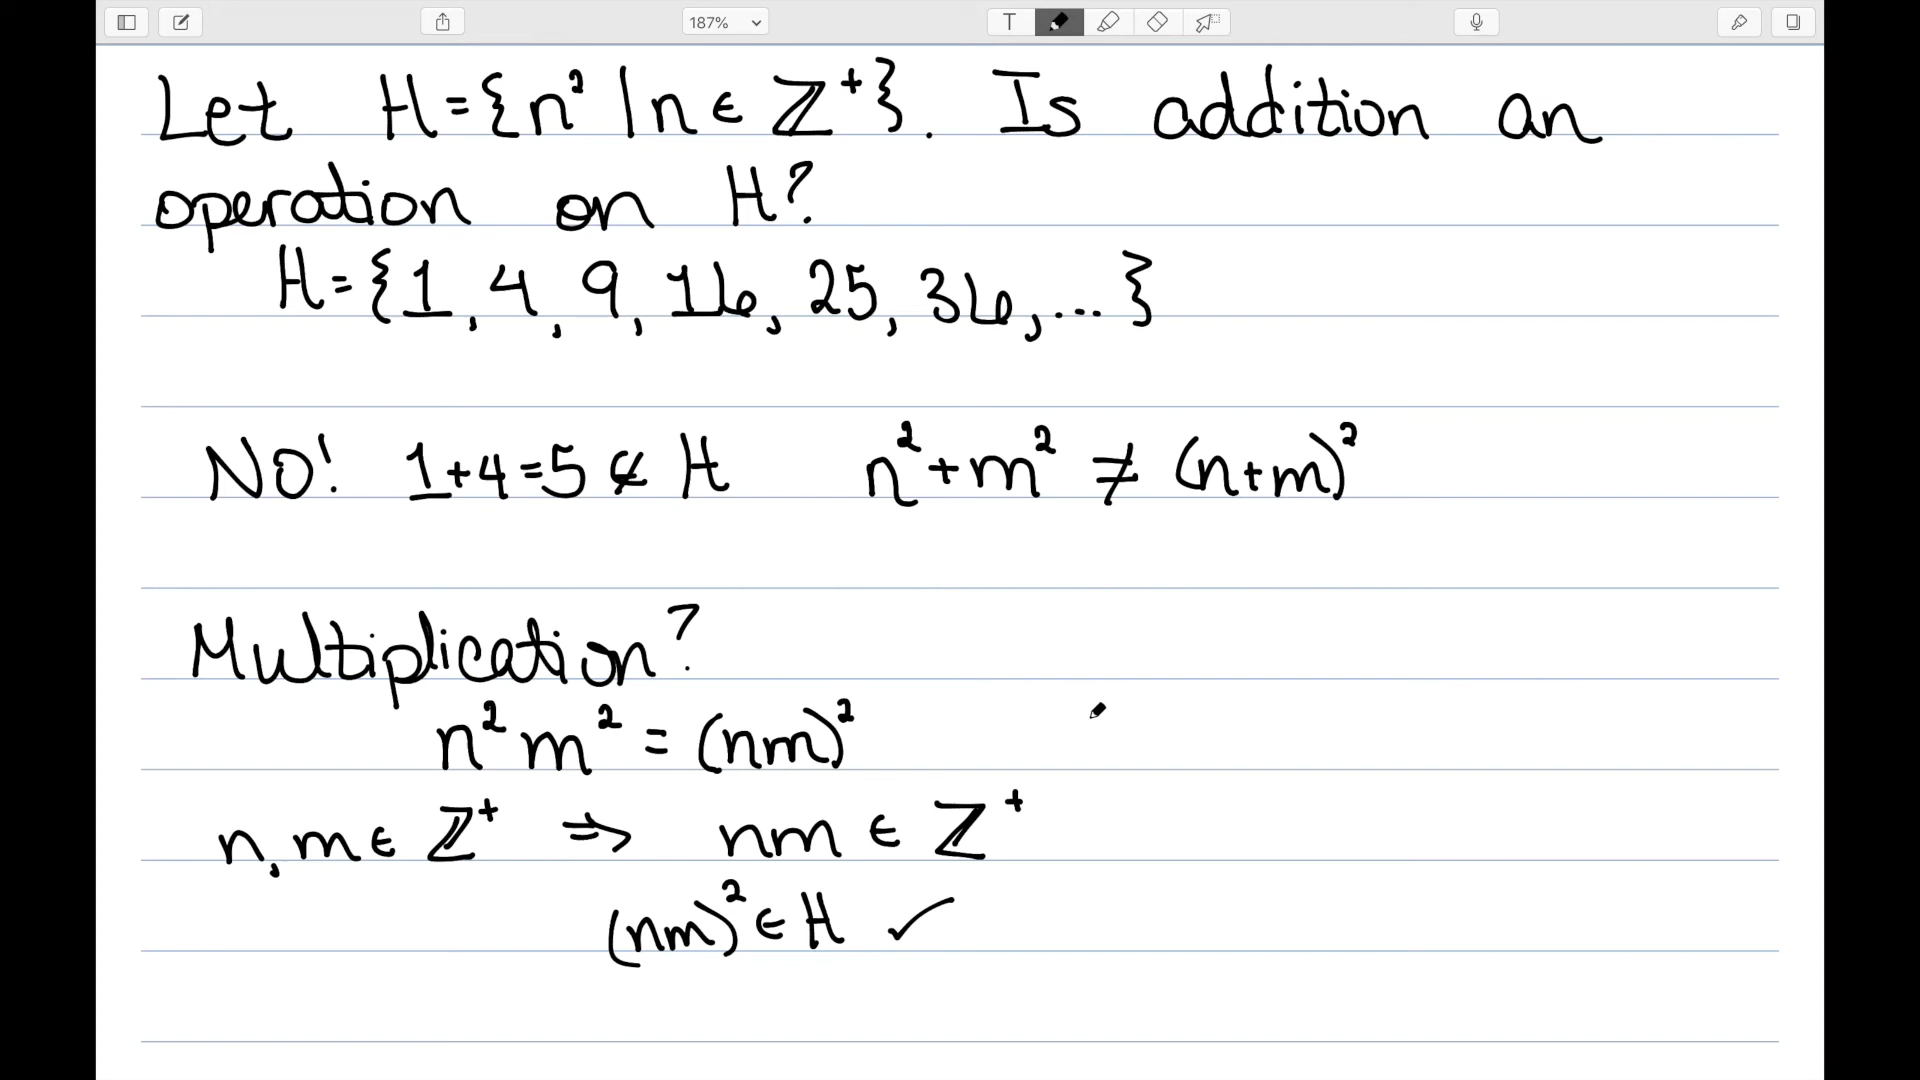 187%
T
Let H={n² | n ∈ ℤ⁺}. Is addition an
operation on H?
H={1, 4, 9, 16, 25, 36, ...}
NO! 1+4=5 ∉ H n²+m² ≠ (n+m)²
Multiplication?
n²m² = (nm)²
n, m ∈ ℤ⁺ ⇒ nm ∈ ℤ⁺
(nm)² ∈ H ✓